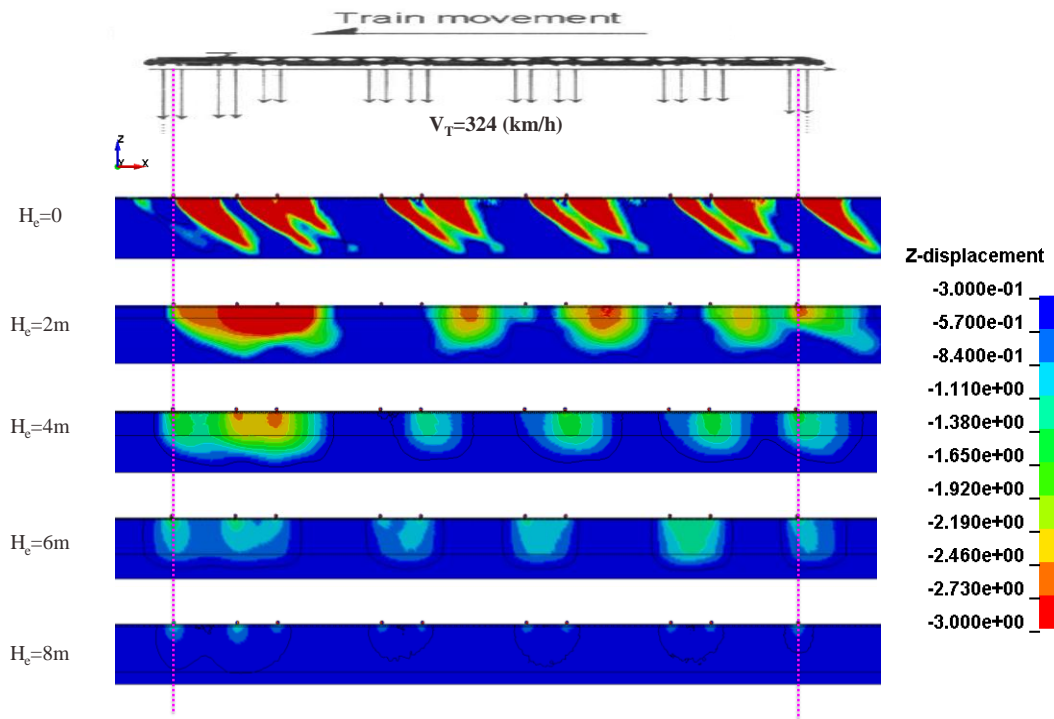 Train movement
V_T=324 (km/h)
Z
Y X
H_e=0
H_e=2m
H_e=4m
H_e=6m
H_e=8m
Z-displacement
-3.000e-01
-5.700e-01
-8.400e-01
-1.110e+00
-1.380e+00
-1.650e+00
-1.920e+00
-2.190e+00
-2.460e+00
-2.730e+00
-3.000e+00